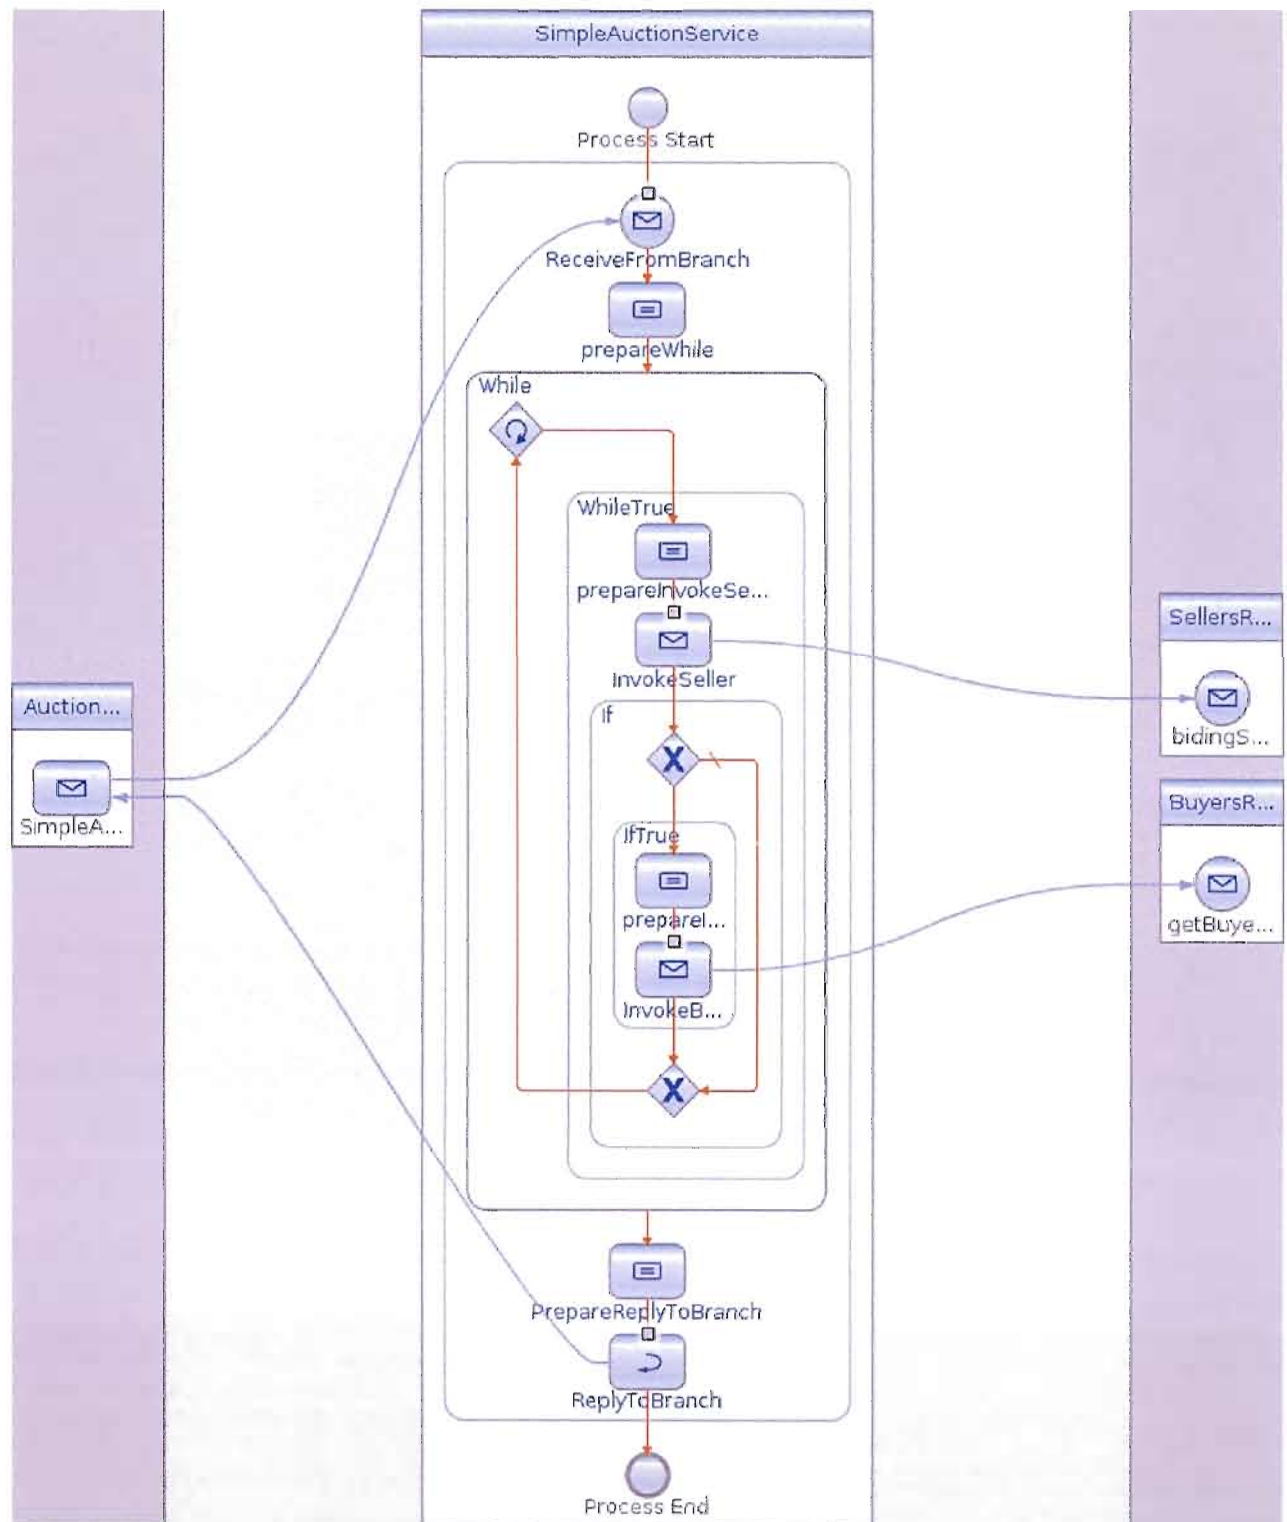 SimpleAuctionService
Process Start
ReceiveFromBranch
prepareWhile
While
WhileTrue
prepareInvokeSe...
InvokeSeller
If
IfTrue
prepareI...
InvokeB...
PrepareReplyToBranch
ReplyToBranch
Process End
Auction...
SimpleA...
SellersR...
bidingS...
BuyersR...
getBuye...